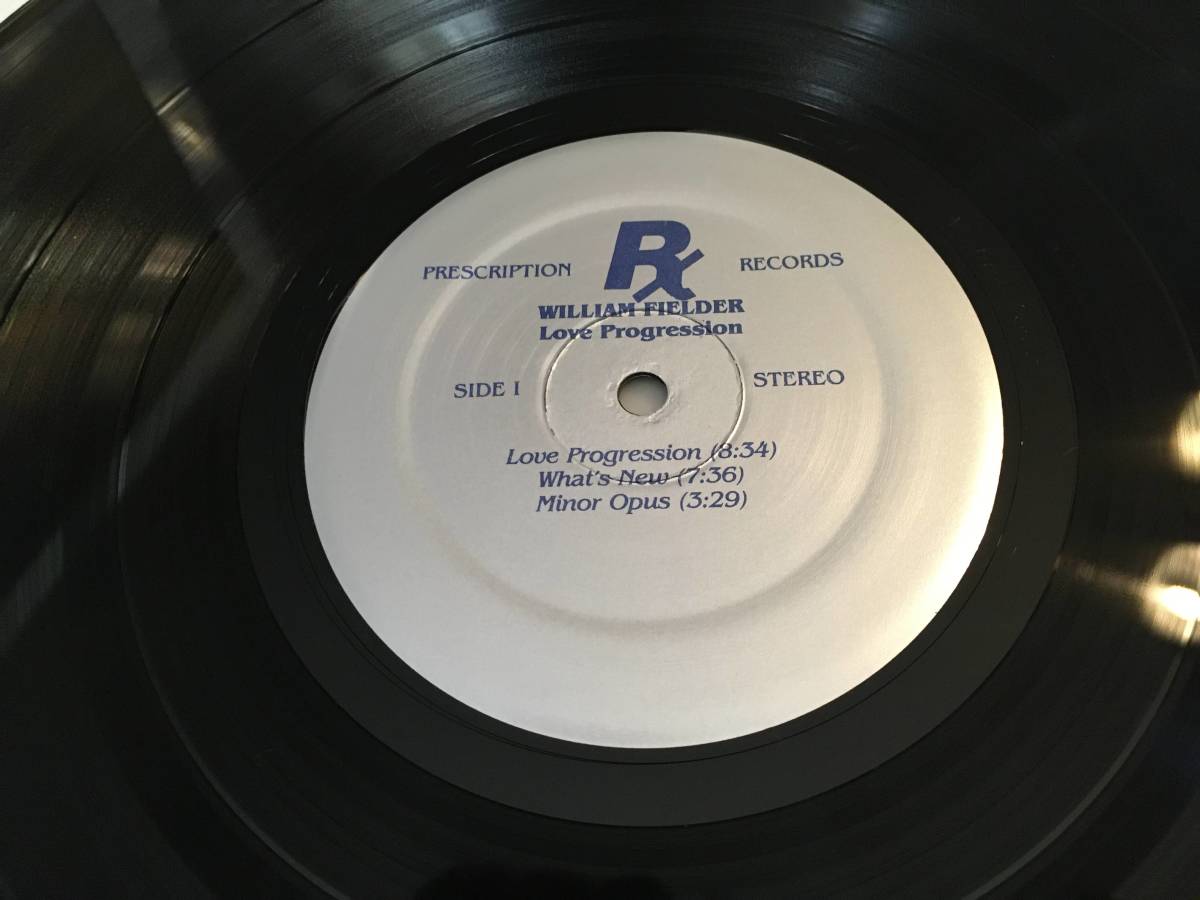 PRESCRIPTION Rx RECORDS
WILLIAM FIELDER
Love Progression
SIDE I STEREO
Love Progression (8:34)
What's New (7:36)
Minor Opus (3:29)